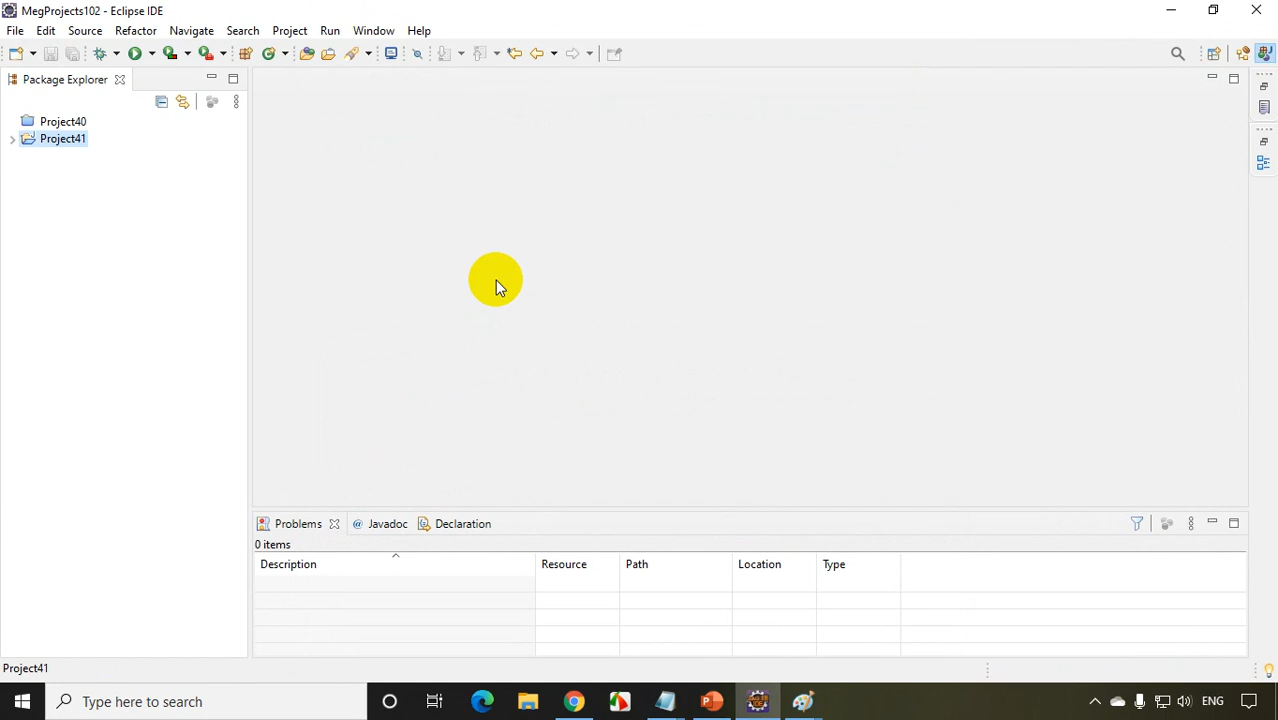 MegProjects102 - Eclipse IDE
File Edit Source Refactor Navigate Search Project Run Window Help
Package Explorer
Project40
Project41
Problems Javadoc Declaration
0 items
Description Resource Path Location Type
Project41
Type here to search
ENG